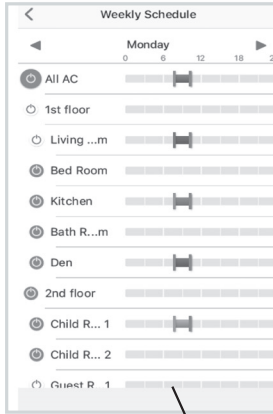 Weekly Schedule
Monday
0 6 12 18 2
All AC
1st floor
Living ...m
Bed Room
Kitchen
Bath R...m
Den
2nd floor
Child R... 1
Child R... 2
Guest R...1